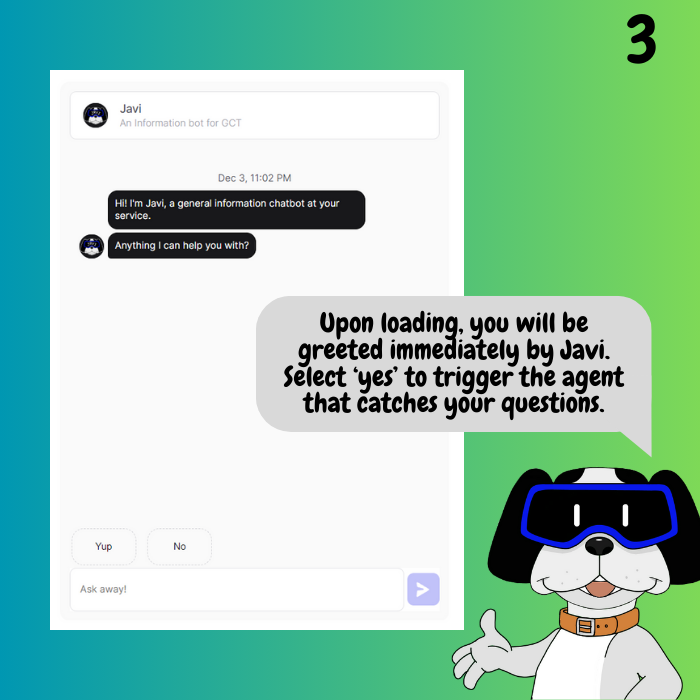 3
Javi
An Information bot for GCT
Dec 3, 11:02 PM
Hi! I'm Javi, a general information chatbot at your
service.
Anything I can help you with?
Upon loading, you will be
greeted immediately by Javi.
Select ‘yes’ to trigger the agent
that catches your questions.
Yup
No
Ask away!